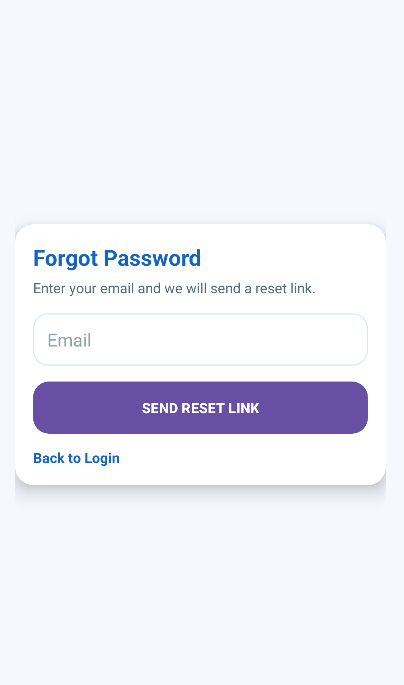 Forgot Password
Enter your email and we will send a reset link.
Email
SEND RESET LINK
Back to Login